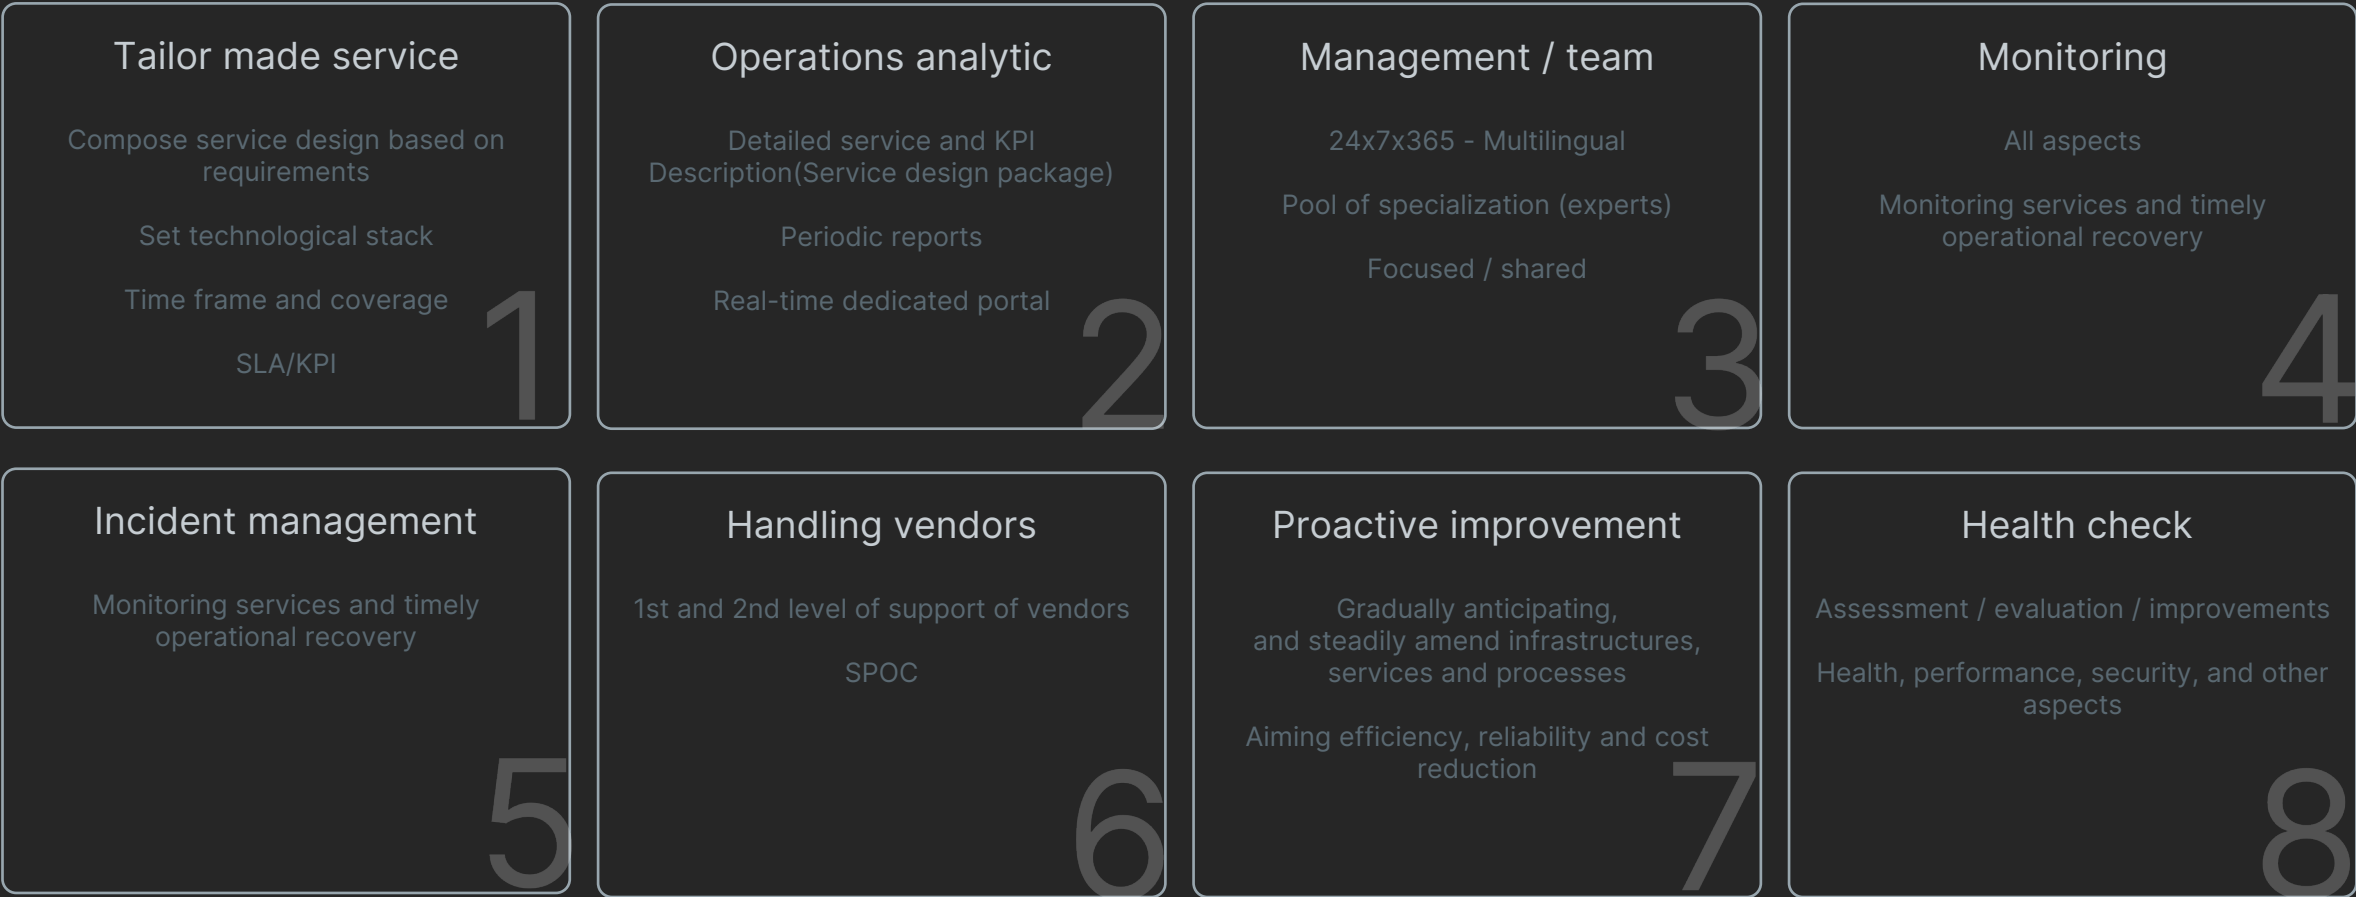 Tailor made service
Compose service design based on
requirements
Set technological stack
Time frame and coverage
SLA/KPI
1
Operations analytic
Detailed service and KPI
Description(Service design package)
Periodic reports
Real-time dedicated portal
2
Management / team
24x7x365 - Multilingual
Pool of specialization (experts)
Focused / shared
3
Monitoring
All aspects
Monitoring services and timely
operational recovery
4
Incident management
Monitoring services and timely
operational recovery
5
Handling vendors
1st and 2nd level of support of vendors
SPOC
6
Proactive improvement
Gradually anticipating,
and steadily amend infrastructures,
services and processes
Aiming efficiency, reliability and cost
reduction
7
Health check
Assessment / evaluation / improvements
Health, performance, security, and other
aspects
8